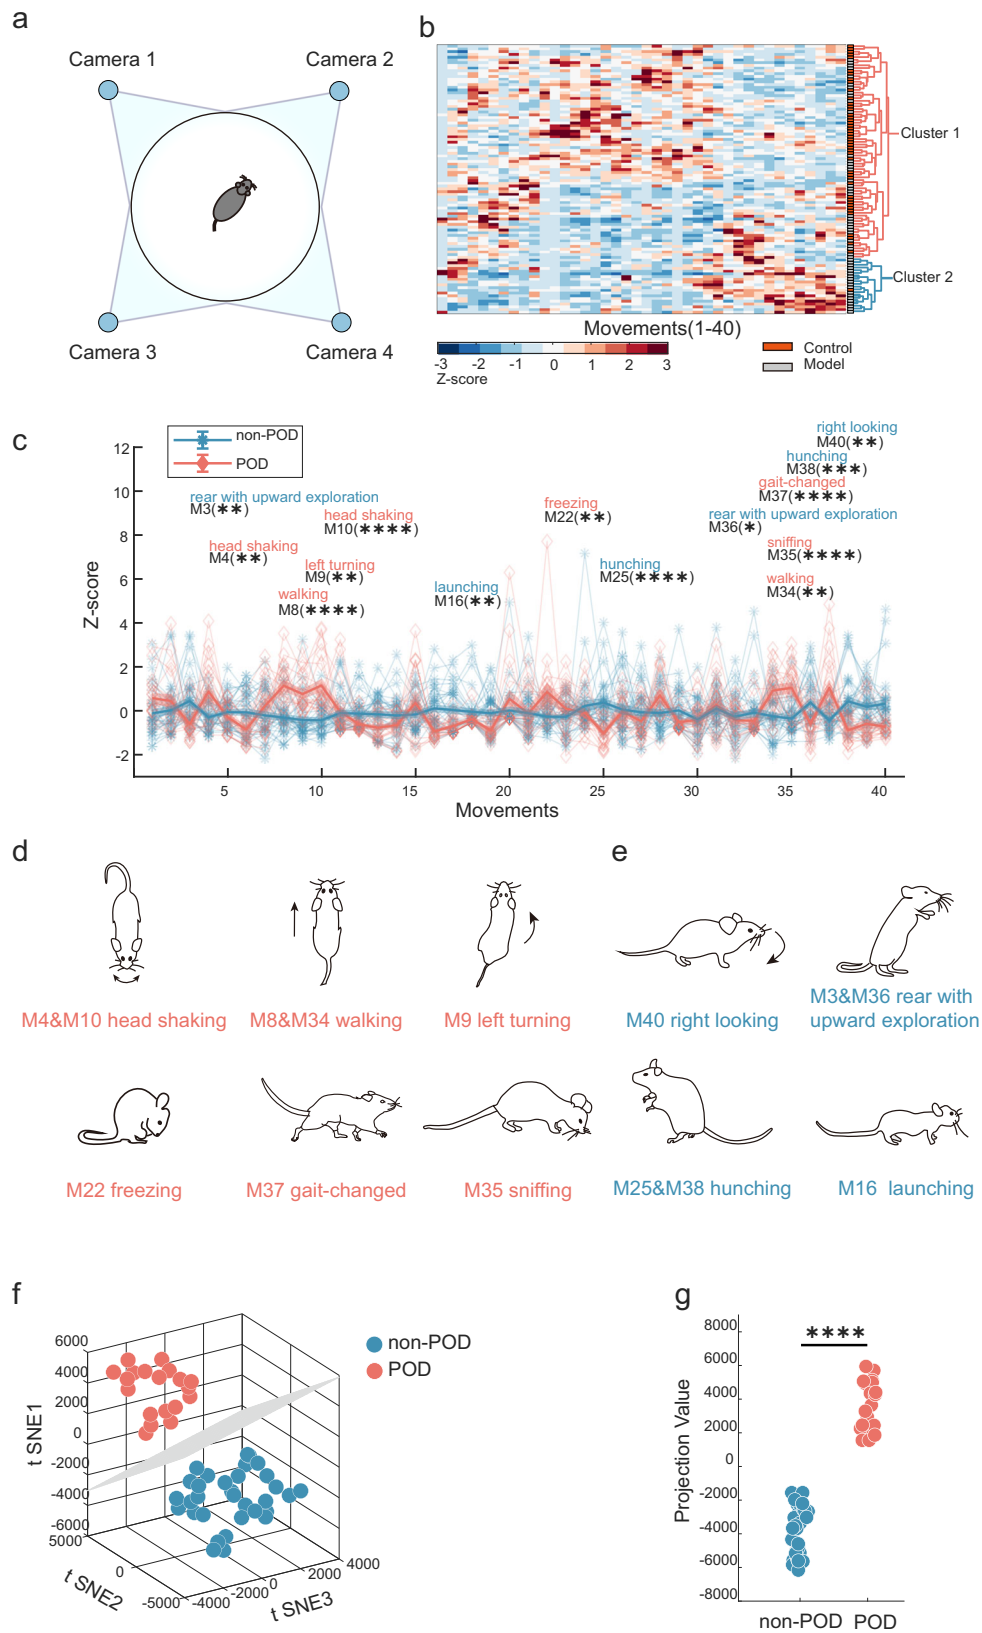 a
Camera 1
Camera 2
Camera 3
Camera 4
b
Cluster 1
Cluster 2
Movements(1-40)
-3 -2 -1 0 1 2 3
Z-score
Control
Model
c
non-POD
POD
Z-score
12
10
8
6
4
2
0
-2
5 10 15 20 25 30 35 40
Movements
rear with upward exploration
M3(∗∗)
head shaking
M4(∗∗)
head shaking
M10(∗∗∗∗)
left turning
M9(∗∗)
walking
M8(∗∗∗∗)
launching
M16(∗∗)
freezing
M22(∗∗)
hunching
M25(∗∗∗∗)
right looking
M40(∗∗)
hunching
M38(∗∗∗)
gait-changed
M37(∗∗∗∗)
rear with upward exploration
M36(∗)
sniffing
M35(∗∗∗∗)
walking
M34(∗∗)
d
M4&M10 head shaking
M8&M34 walking
M9 left turning
M22 freezing
M37 gait-changed
M35 sniffing
e
M40 right looking
M3&M36 rear with
upward exploration
M25&M38 hunching
M16 launching
f
non-POD
POD
t SNE1
6000
4000
2000
0
-2000
-4000
-6000
5000
0
-5000
t SNE2
-4000
-2000
0
2000
4000
t SNE3
g
∗∗∗∗
Projection Value
8000
6000
4000
2000
0
-2000
-4000
-6000
-8000
non-POD POD